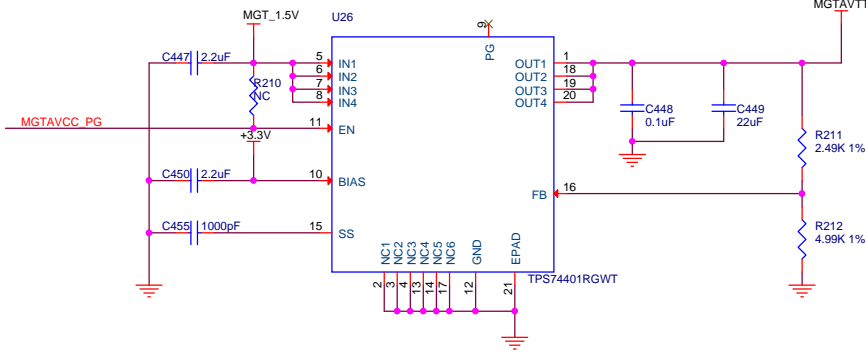 MGT_1.5V
U26
MGTAVTT
9
PG
C447
2.2uF
5
IN1
6
IN2
7
IN3
8
IN4
OUT1
1
OUT2
18
OUT3
19
OUT4
20
R210
NC
C448
0.1uF
C449
22uF
MGTAVCC_PG
11
EN
+3.3V
R211
2.49K 1%
C450
2.2uF
10
BIAS
FB
16
C455
1000pF
15
SS
R212
4.99K 1%
NC1
NC2
NC3
NC4
NC5
NC6
GND
EPAD
TPS74401RGWT
2
3
4
13
14
17
12
21